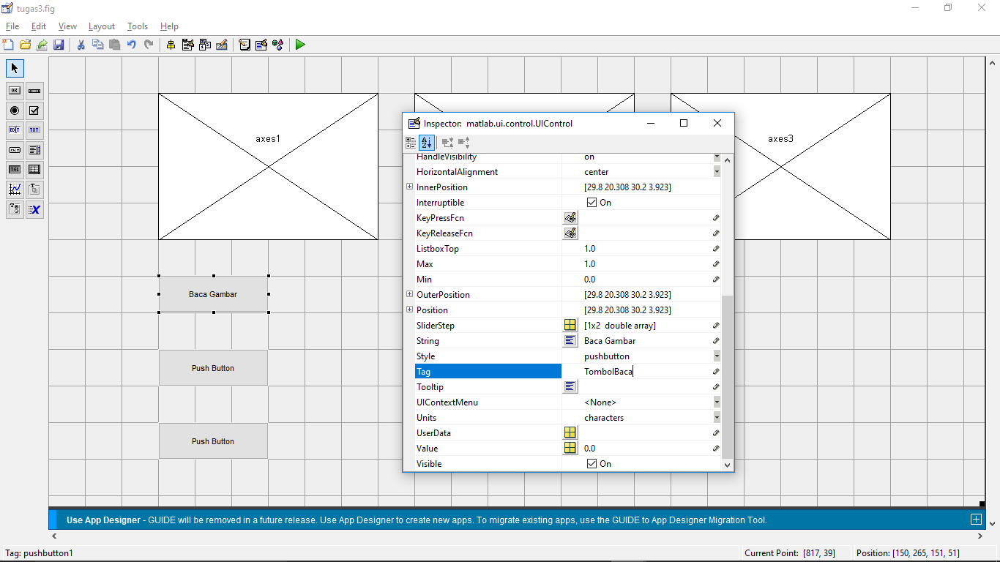 tugas3.fig
File Edit View Layout Tools Help
OK
EDIT TXT
TGL
axes1
axes3
Baca Gambar
Push Button
Push Button
Inspector: matlab.ui.control.UIControl
HandleVisibility on
HorizontalAlignment center
InnerPosition [29.8 20.308 30.2 3.923]
Interruptible On
KeyPressFcn
KeyReleaseFcn
ListboxTop 1.0
Max 1.0
Min 0.0
OuterPosition [29.8 20.308 30.2 3.923]
Position [29.8 20.308 30.2 3.923]
SliderStep [1x2 double array]
String Baca Gambar
Style pushbutton
Tag TombolBaca
Tooltip
UIContextMenu <None>
Units characters
UserData
Value 0.0
Visible On
Use App Designer - GUIDE will be removed in a future release. Use App Designer to create new apps. To migrate existing apps, use the GUIDE to App Designer Migration Tool.
Tag: pushbutton1
Current Point: [817, 39]
Position: [150, 265, 151, 51]